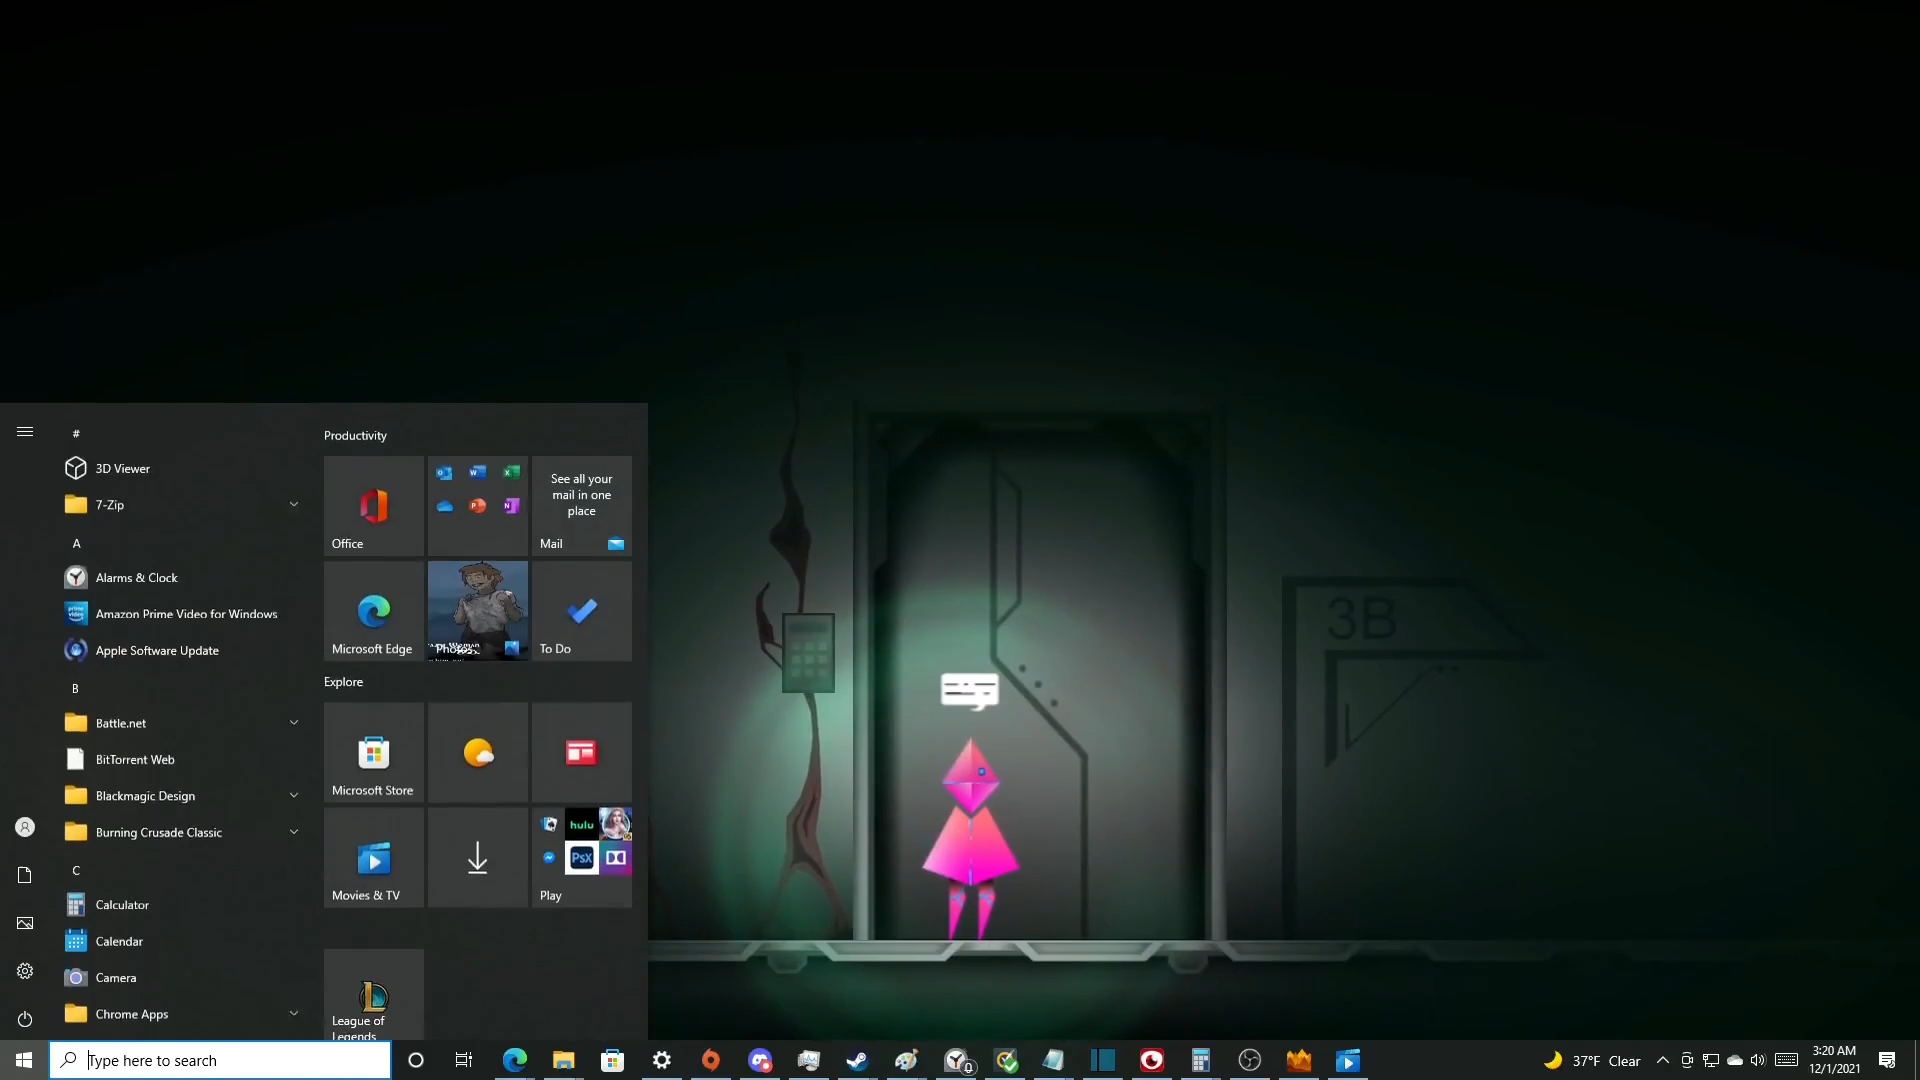 #
3D Viewer
7-Zip
A
Alarms & Clock
Amazon Prime Video for Windows
Apple Software Update
B
Battle.net
BitTorrent Web
Blackmagic Design
Burning Crusade Classic
C
Calculator
Calendar
Camera
Chrome Apps
Productivity
Office
See all your
mail in one
place
Mail
Microsoft Edge
Photos
To Do
Explore
Microsoft Store
Movies & TV
hulu
PsX
Play
League of
Legends
3B
Type here to search
37°F Clear
3:20 AM
12/1/2021